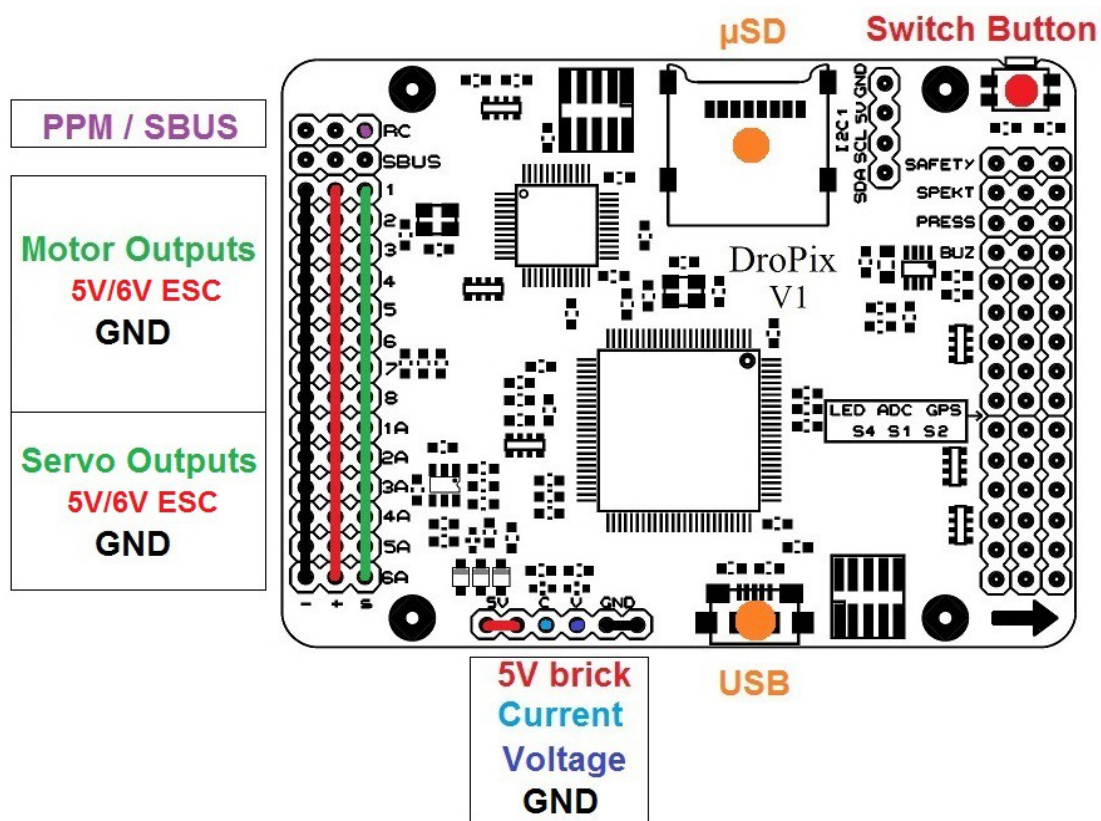 µSD
Switch Button
PPM / SBUS
RC
SBUS
Motor Outputs
5V/6V ESC
GND
1
2
3
4
5
6
7
8
Servo Outputs
5V/6V ESC
GND
1A
2A
3A
4A
5A
6A
- + s
I2C1
SDA SCL 5V GND
SAFETY
SPEKT
PRESS
BUZ
DroPix
V1
LED ADC GPS
S4 S1 S2
5V C V GND
5V brick
Current
Voltage
GND
USB